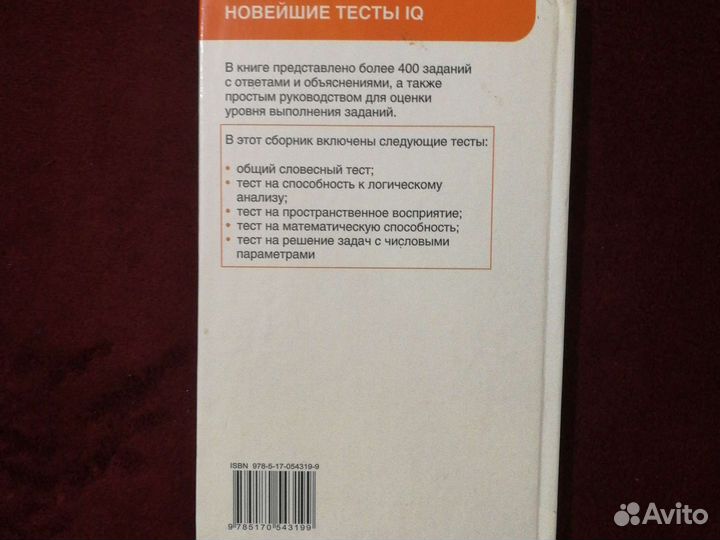 НОВЕЙШИЕ ТЕСТЫ IQ
В книге представлено более 400 заданий
с ответами и объяснениями, а также
простым руководством для оценки
уровня выполнения заданий.
В этот сборник включены следующие тесты:
• общий словесный тест;
• тест на способность к логическому
анализу;
• тест на пространственное восприятие;
• тест на математическую способность;
• тест на решение задач с числовыми
параметрами
ISBN 978-5-17-054319-9
9 785170 543199
Avito